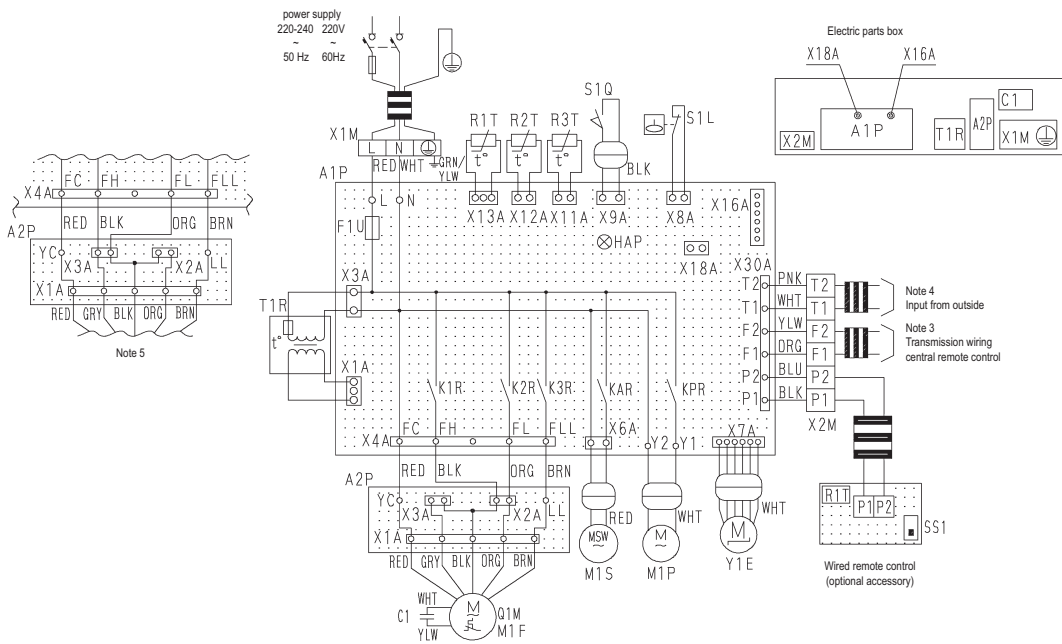 power supply
220-240 220V
~ ~
50 Hz 60Hz
Electric parts box
X18A X16A
X2M A1P T1R A2P C1 X1M
X1M L N
RED WHT GRN/YLW
R1T R2T R3T
t° t° t°
S1Q
S1L
BLK
A1P
L N
X13A X12A X11A X9A X8A
X16A
F1U
HAP
X18A
X30A
X3A
T1R
t°
X1A
K1R K2R K3R KAR KPR
T2 PNK T2
T1 WHT T1
F2 YLW F2
F1 ORG F1
P2 BLU P2
P1 BLK P1
X2M
Note 4
Input from outside
Note 3
Transmission wiring
central remote control
X4A FC FH FL FLL
X6A Y2 Y1 X7A
RED BLK ORG BRN
A2P
YC X3A X2A LL
X1A
RED GRY BLK ORG BRN
WHT
C1
YLW
M
~
Q1M
M1F
RED
MSW
~
M1S
WHT
M
~
M1P
WHT
M
Y1E
R1T P1 P2
SS1
Wired remote control
(optional accessory)
FC FH FL FLL
X4A
RED BLK ORG BRN
A2P
YC X3A X2A LL
X1A
RED GRY BLK ORG BRN
Note 5